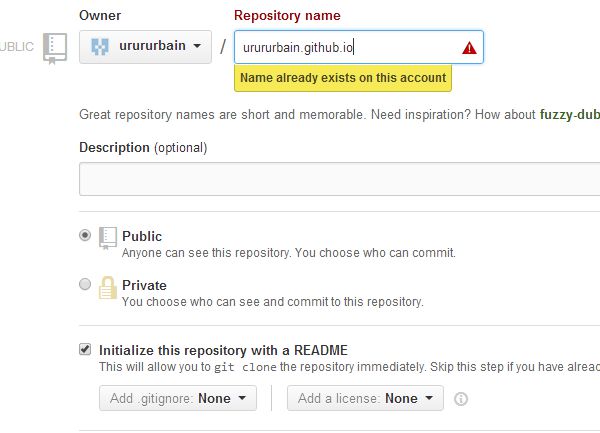 Owner Repository name
PUBLIC urururbain / urururbain.github.io
Name already exists on this account
Great repository names are short and memorable. Need inspiration? How about fuzzy-dub
Description (optional)
Public
Anyone can see this repository. You choose who can commit.
Private
You choose who can see and commit to this repository.
Initialize this repository with a README
This will allow you to git clone the repository immediately. Skip this step if you have alread
Add .gitignore: None Add a license: None